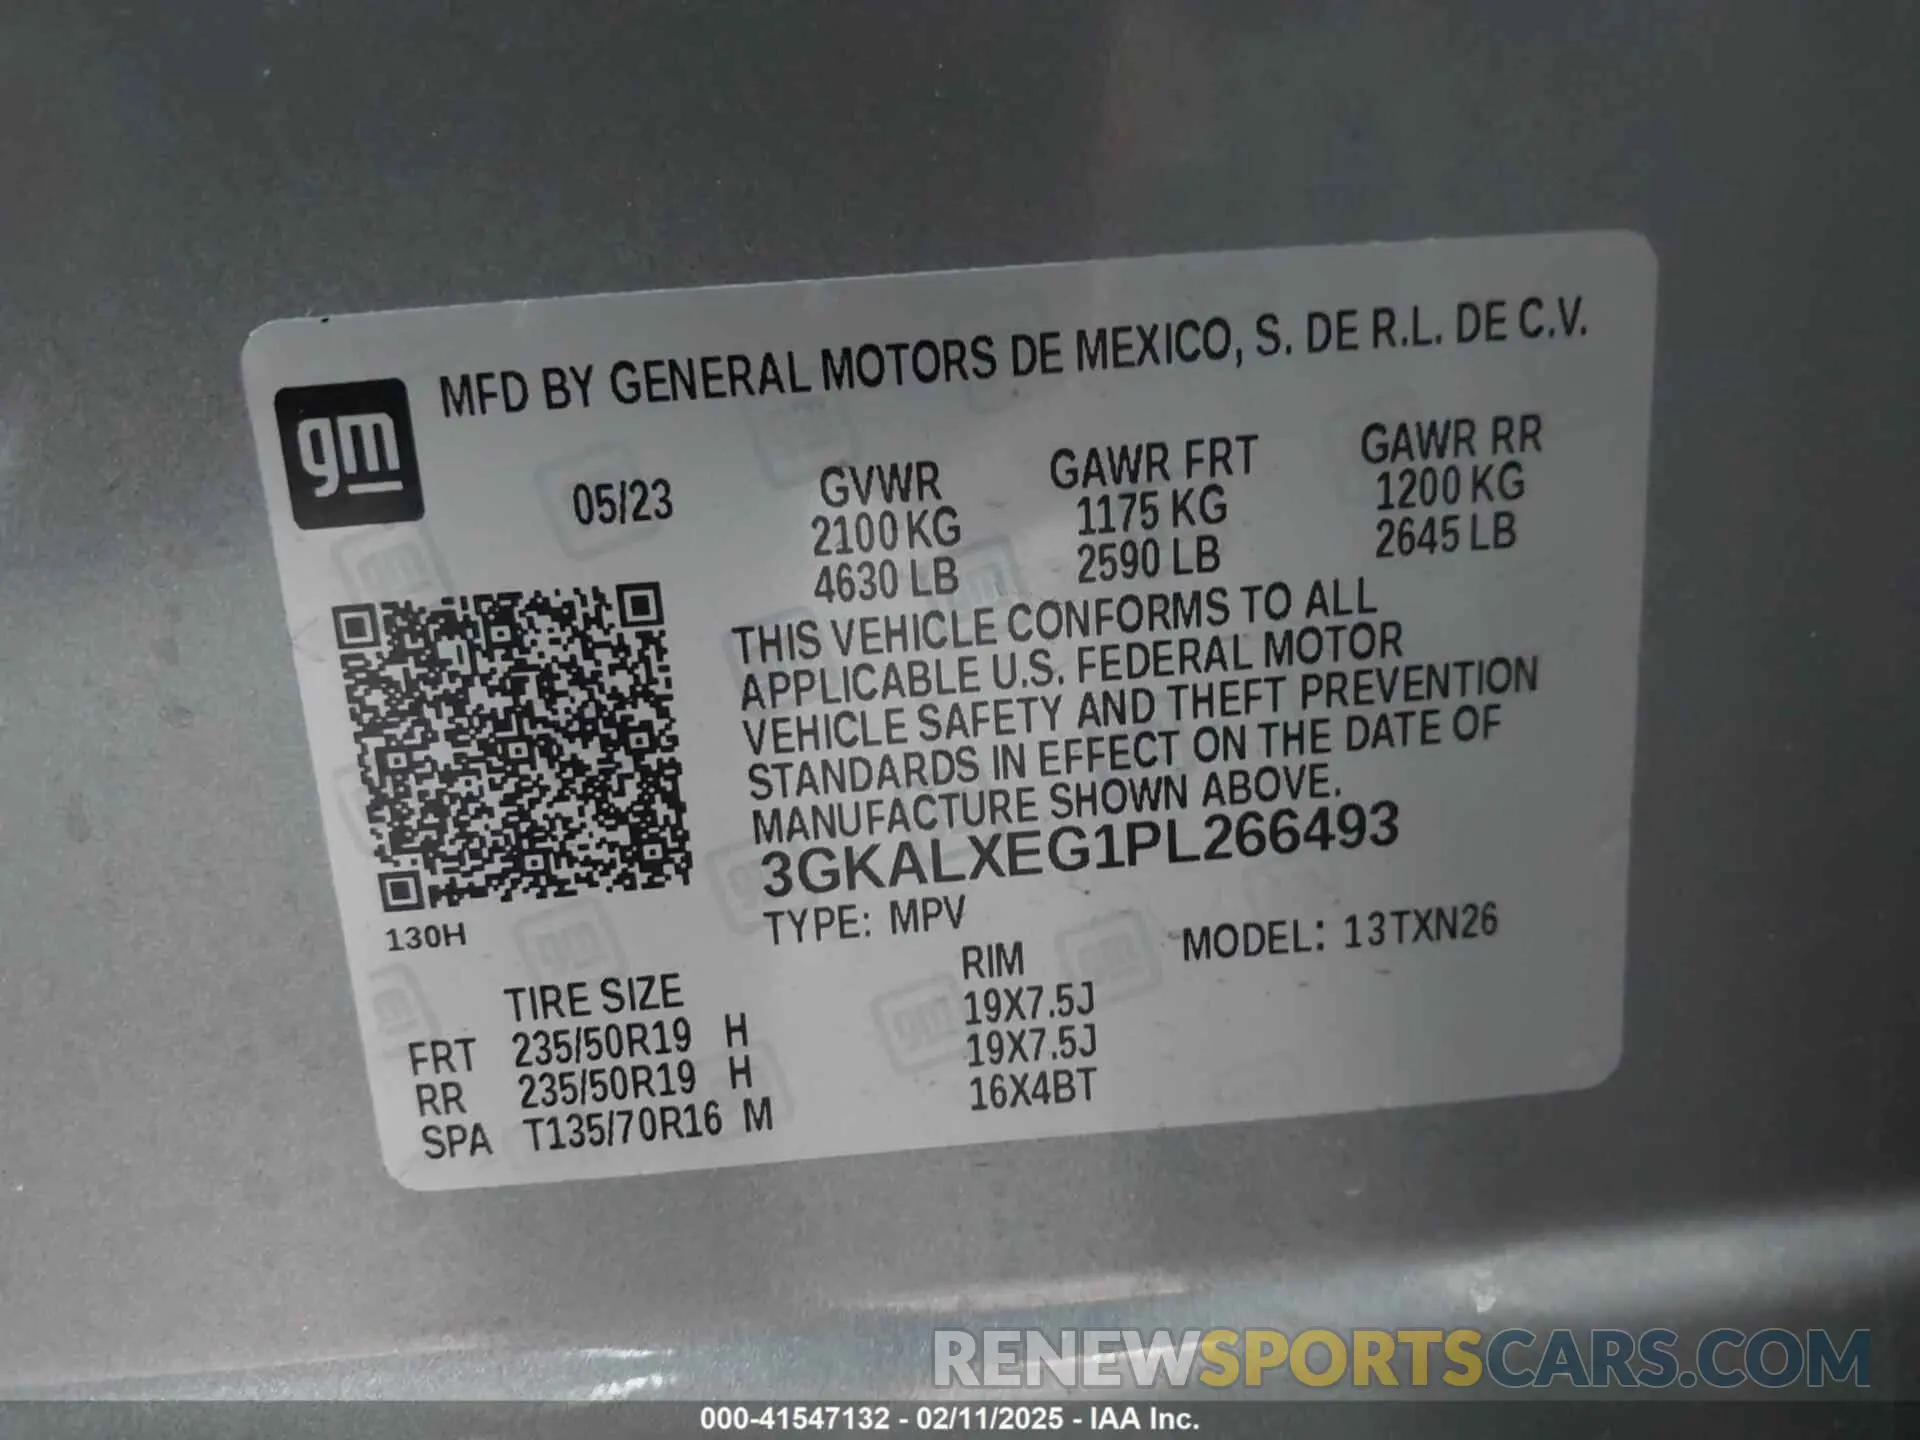 MFD BY GENERAL MOTORS DE MEXICO, S. DE R.L. DE C.V.
gm
05/23
GVWR GAWR FRT GAWR RR
2100 KG 1175 KG 1200 KG
4630 LB 2590 LB 2645 LB
THIS VEHICLE CONFORMS TO ALL
APPLICABLE U.S. FEDERAL MOTOR
VEHICLE SAFETY AND THEFT PREVENTION
STANDARDS IN EFFECT ON THE DATE OF
MANUFACTURE SHOWN ABOVE.
3GKALXEG1PL266493
130H
TYPE: MPV MODEL: 13TXN26
TIRE SIZE RIM
FRT 235/50R19 H 19X7.5J
RR 235/50R19 H 19X7.5J
SPA T135/70R16 M 16X4BT
RENEWSPORTSCARS.COM
000-41547132 - 02/11/2025 - IAA Inc.